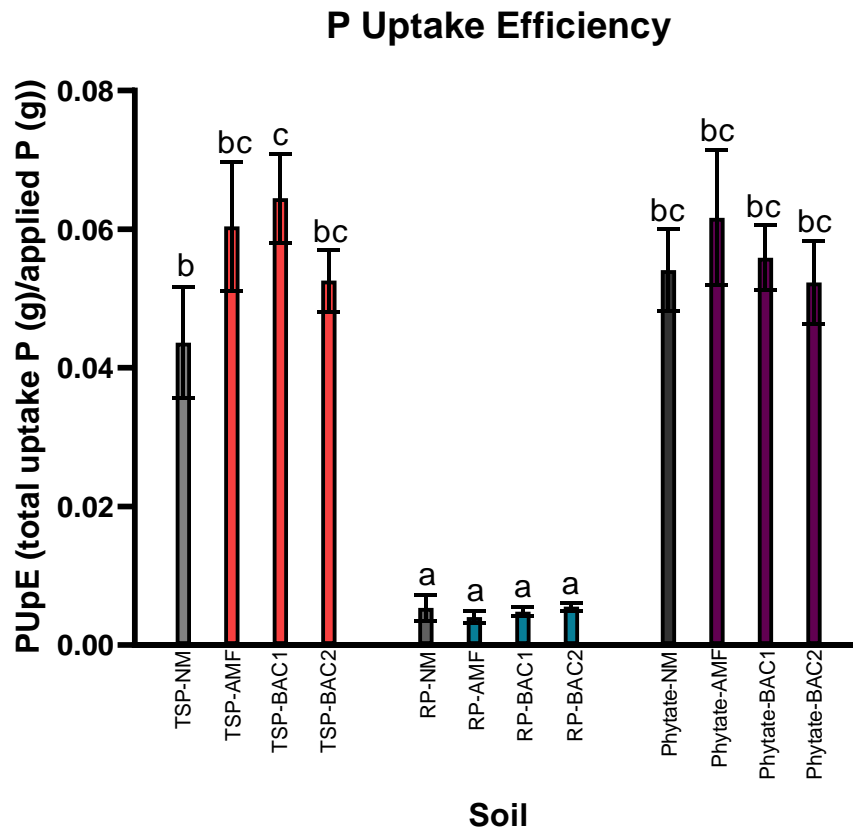 P Uptake Efficiency
PUpE (total uptake P (g)/applied P (g))
0.08
0.06
0.04
0.02
0.00
b
bc
c
bc
a
a
a
a
bc
bc
bc
bc
TSP-NM
TSP-AMF
TSP-BAC1
TSP-BAC2
RP-NM
RP-AMF
RP-BAC1
RP-BAC2
Phytate-NM
Phytate-AMF
Phytate-BAC1
Phytate-BAC2
Soil